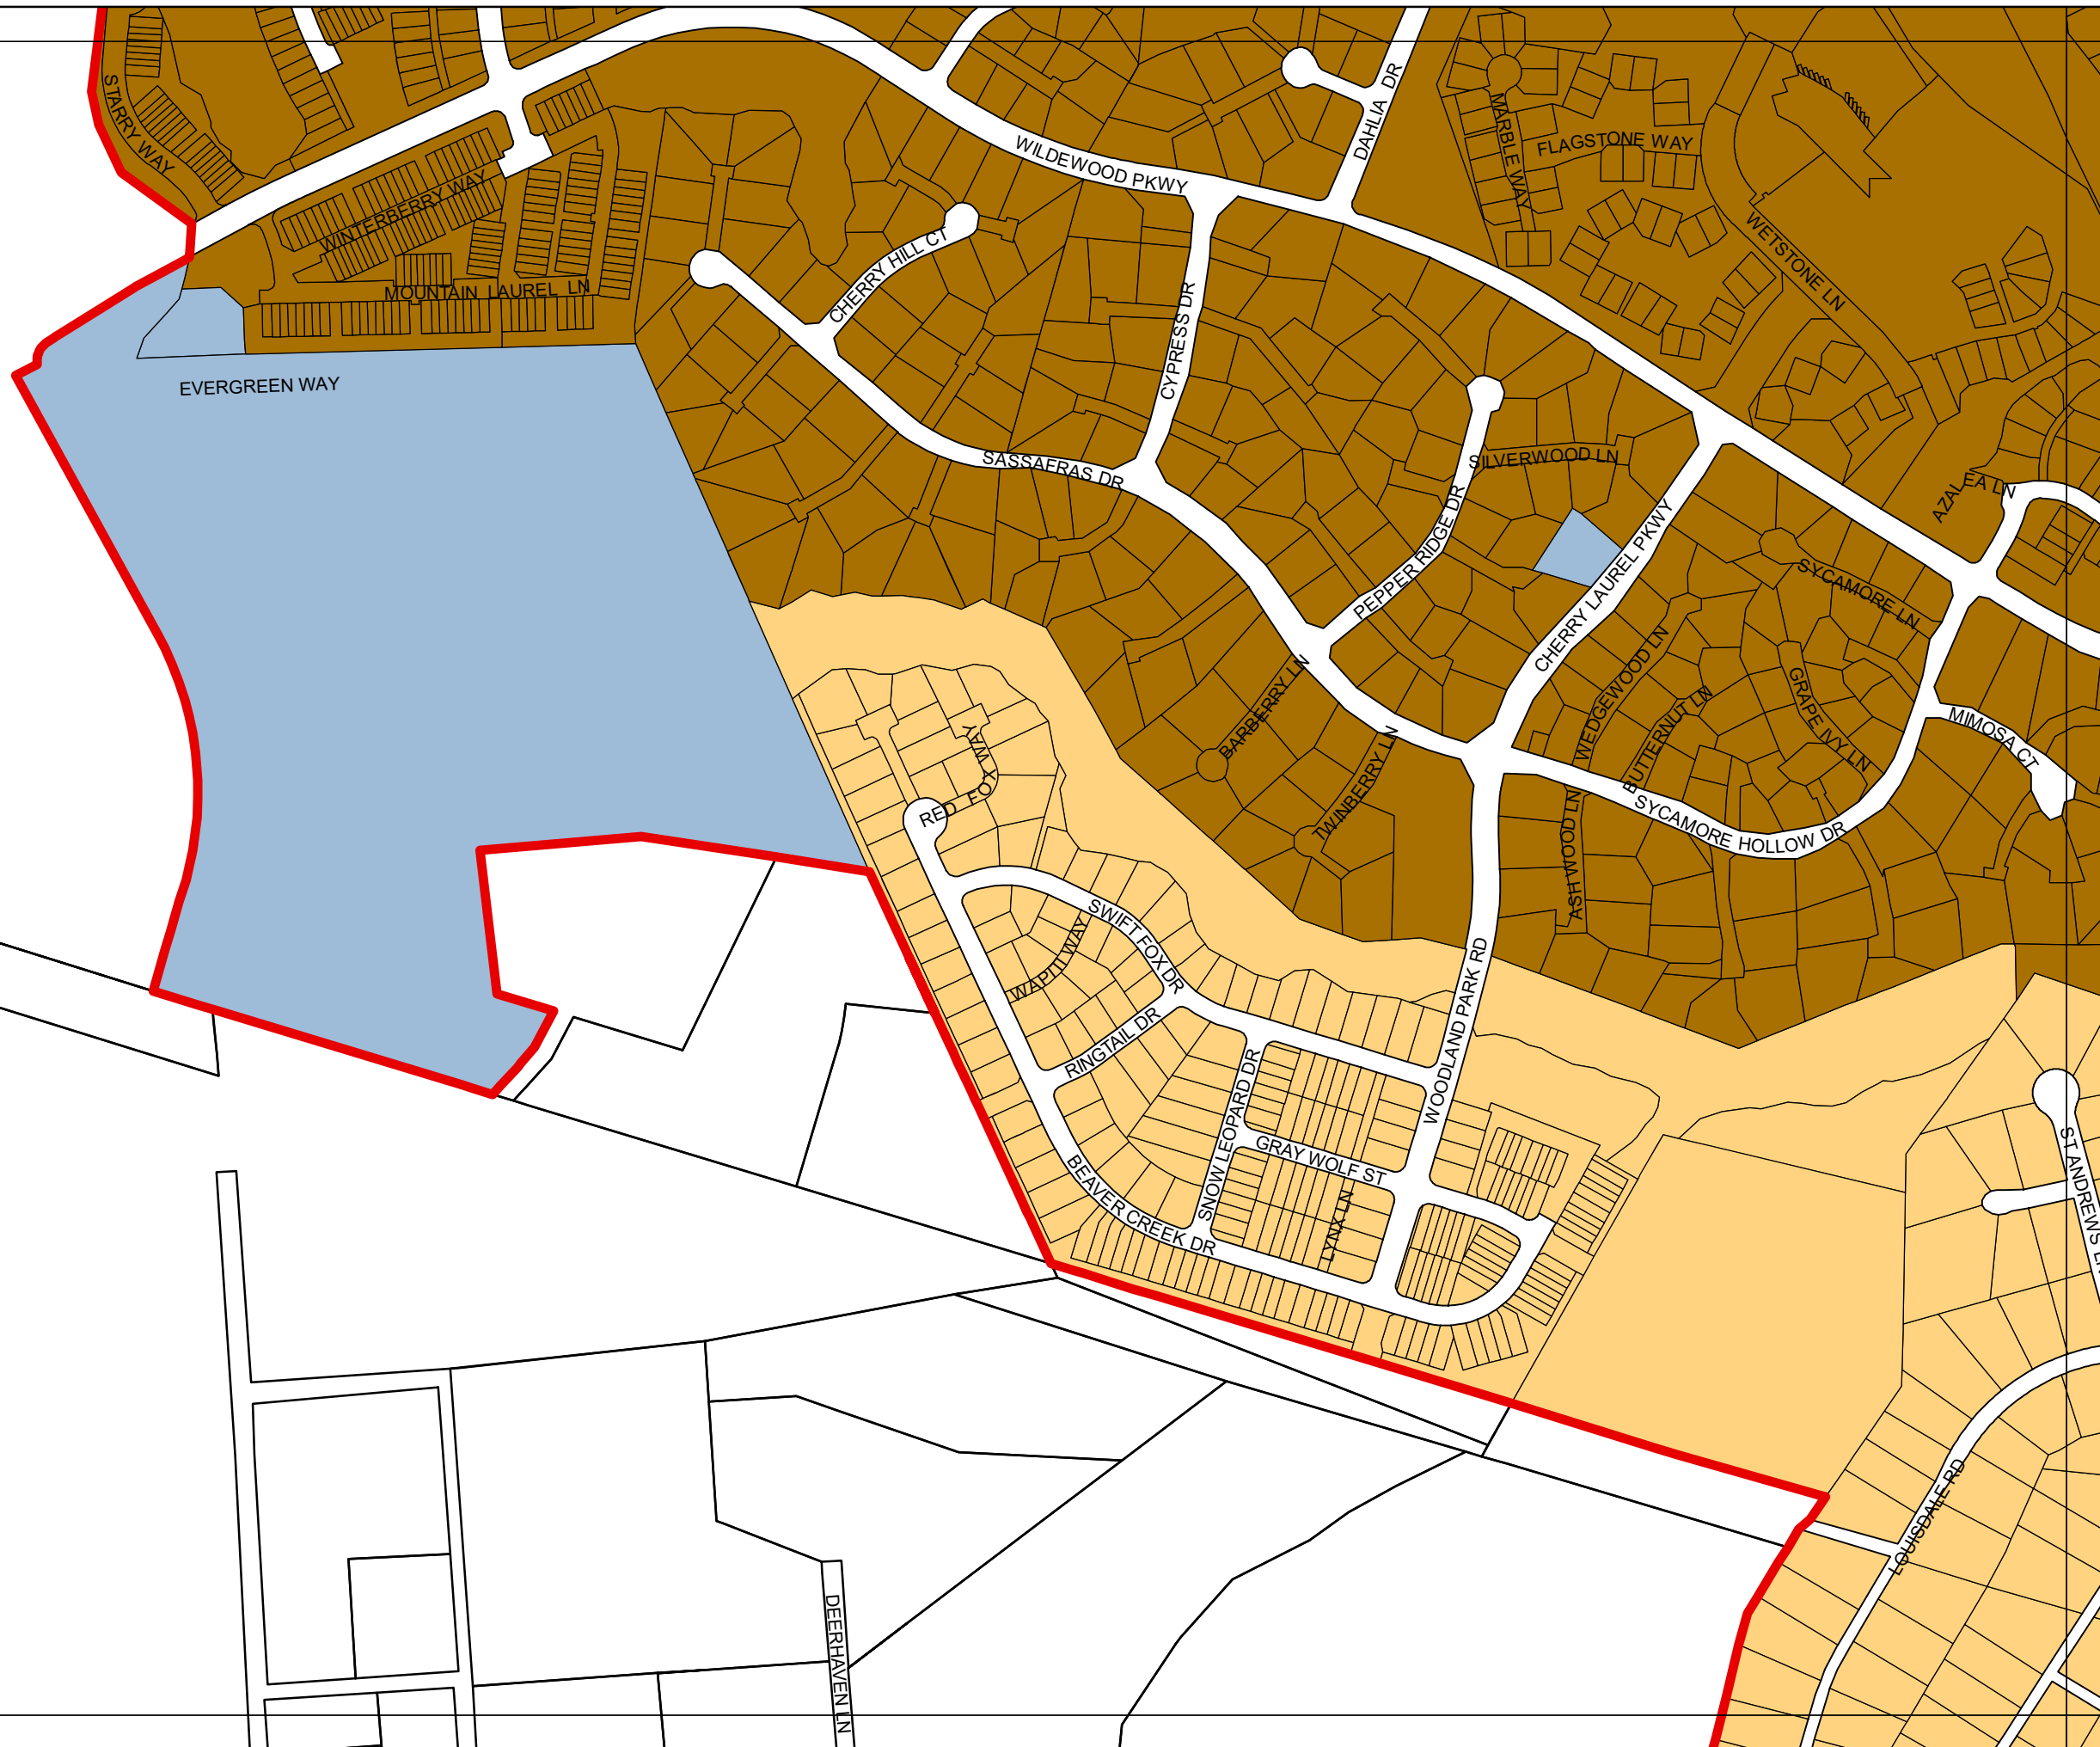 STARRY WAY
WINTERBERRY WAY
MOUNTAIN LAUREL LN
EVERGREEN WAY
WILDEWOOD PKWY
DAHLIA DR
MARBLE WAY
FLAGSTONE WAY
WETSTONE LN
CHERRY HILL CT
CYPRESS DR
SASSAFRAS DR
SILVERWOOD LN
PEPPER RIDGE DR
CHERRY LAUREL PKWY
AZALEA LN
SYCAMORE LN
WEDGEWOOD LN
BUTTERNUT LN
GRAPE IVY LN
MIMOSA CT
BARBERRY LN
TWINBERRY LN
ASHWOOD LN
SYCAMORE HOLLOW DR
RED FOX WAY
SWIFT FOX DR
WAPITI WAY
RINGTAIL DR
WOODLAND PARK RD
SNOW LEOPARD DR
GRAY WOLF ST
LYNX LN
BEAVER CREEK DR
ST ANDREWS LN
LOUISDALE RD
DEERHAVEN LN